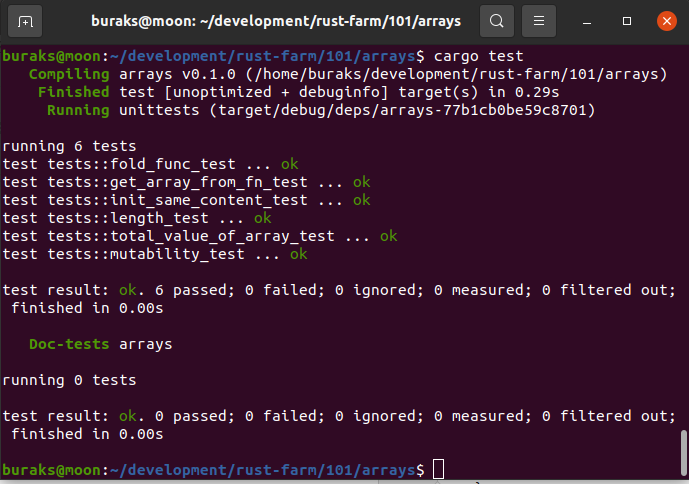 buraks@moon: ~/development/rust-farm/101/arrays
buraks@moon:~/development/rust-farm/101/arrays$ cargo test
   Compiling arrays v0.1.0 (/home/buraks/development/rust-farm/101/arrays)
    Finished test [unoptimized + debuginfo] target(s) in 0.29s
     Running unittests (target/debug/deps/arrays-77b1cb0be59c8701)
running 6 tests
test tests::fold_func_test ... ok
test tests::get_array_from_fn_test ... ok
test tests::init_same_content_test ... ok
test tests::length_test ... ok
test tests::total_value_of_array_test ... ok
test tests::mutability_test ... ok
test result: ok. 6 passed; 0 failed; 0 ignored; 0 measured; 0 filtered out;
 finished in 0.00s
   Doc-tests arrays
running 0 tests
test result: ok. 0 passed; 0 failed; 0 ignored; 0 measured; 0 filtered out;
 finished in 0.00s
buraks@moon:~/development/rust-farm/101/arrays$